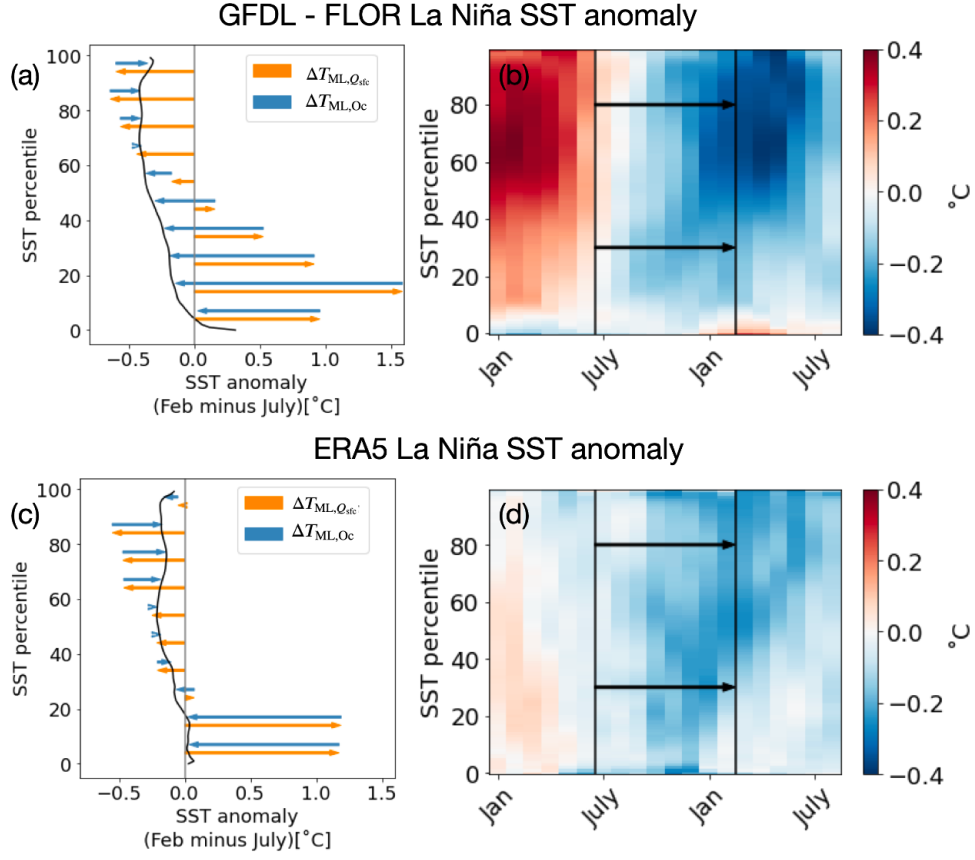 GFDL - FLOR La Niña SST anomaly
(a)
SST percentile
100
80
60
40
20
0
ΔT_ML,Qsfc
ΔT_ML,Oc
−0.5
0.0
0.5
1.0
1.5
SST anomaly
(Feb minus July)[˚C]
(b)
SST percentile
80
60
40
20
0
Jan
July
Jan
July
0.4
0.2
0.0
−0.2
−0.4
˚C
ERA5 La Niña SST anomaly
(c)
SST percentile
100
80
60
40
20
0
ΔT_ML,Qsfc'
ΔT_ML,Oc
−0.5
0.0
0.5
1.0
1.5
SST anomaly
(Feb minus July)[˚C]
(d)
SST percentile
80
60
40
20
0
Jan
July
Jan
July
0.4
0.2
0.0
−0.2
−0.4
˚C